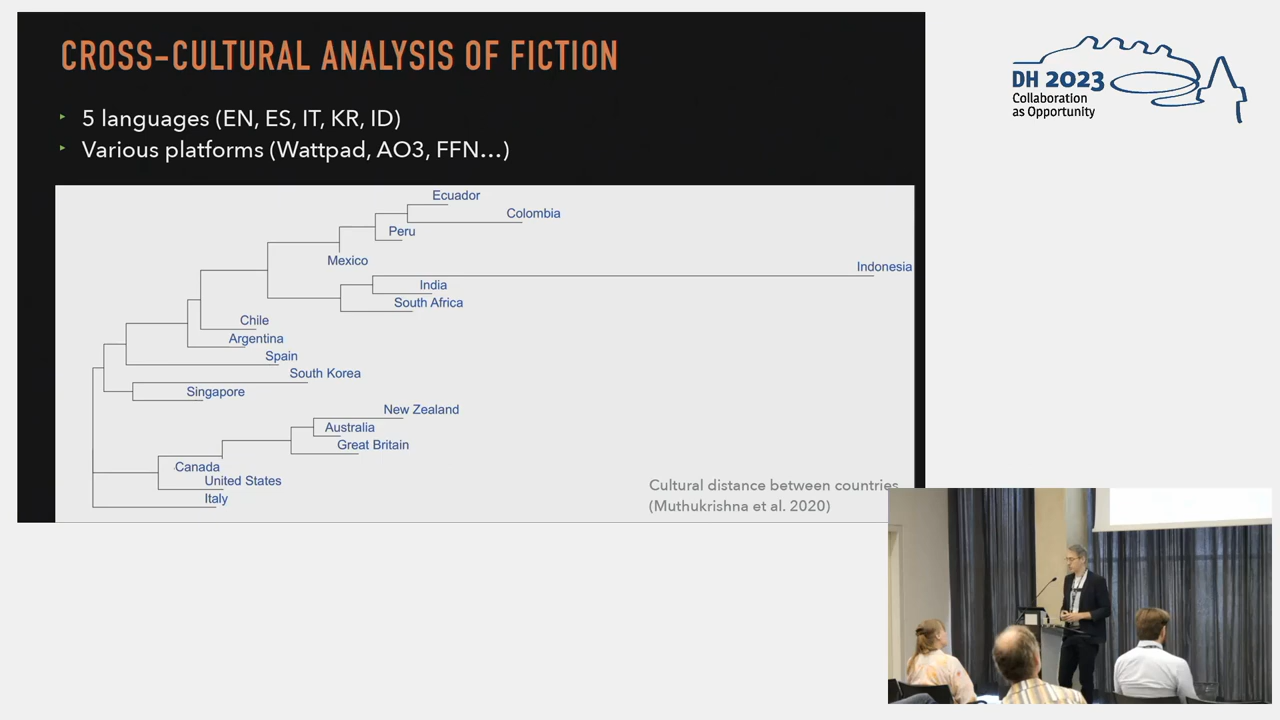 CROSS-CULTURAL ANALYSIS OF FICTION
5 languages (EN, ES, IT, KR, ID)
Various platforms (Wattpad, AO3, FFN...)
Ecuador
Colombia
Peru
Mexico
Indonesia
India
South Africa
Chile
Argentina
Spain
South Korea
Singapore
New Zealand
Australia
Great Britain
Canada
United States
Italy
Cultural distance between countries
(Muthukrishna et al. 2020)
DH 2023
Collaboration
as Opportunity